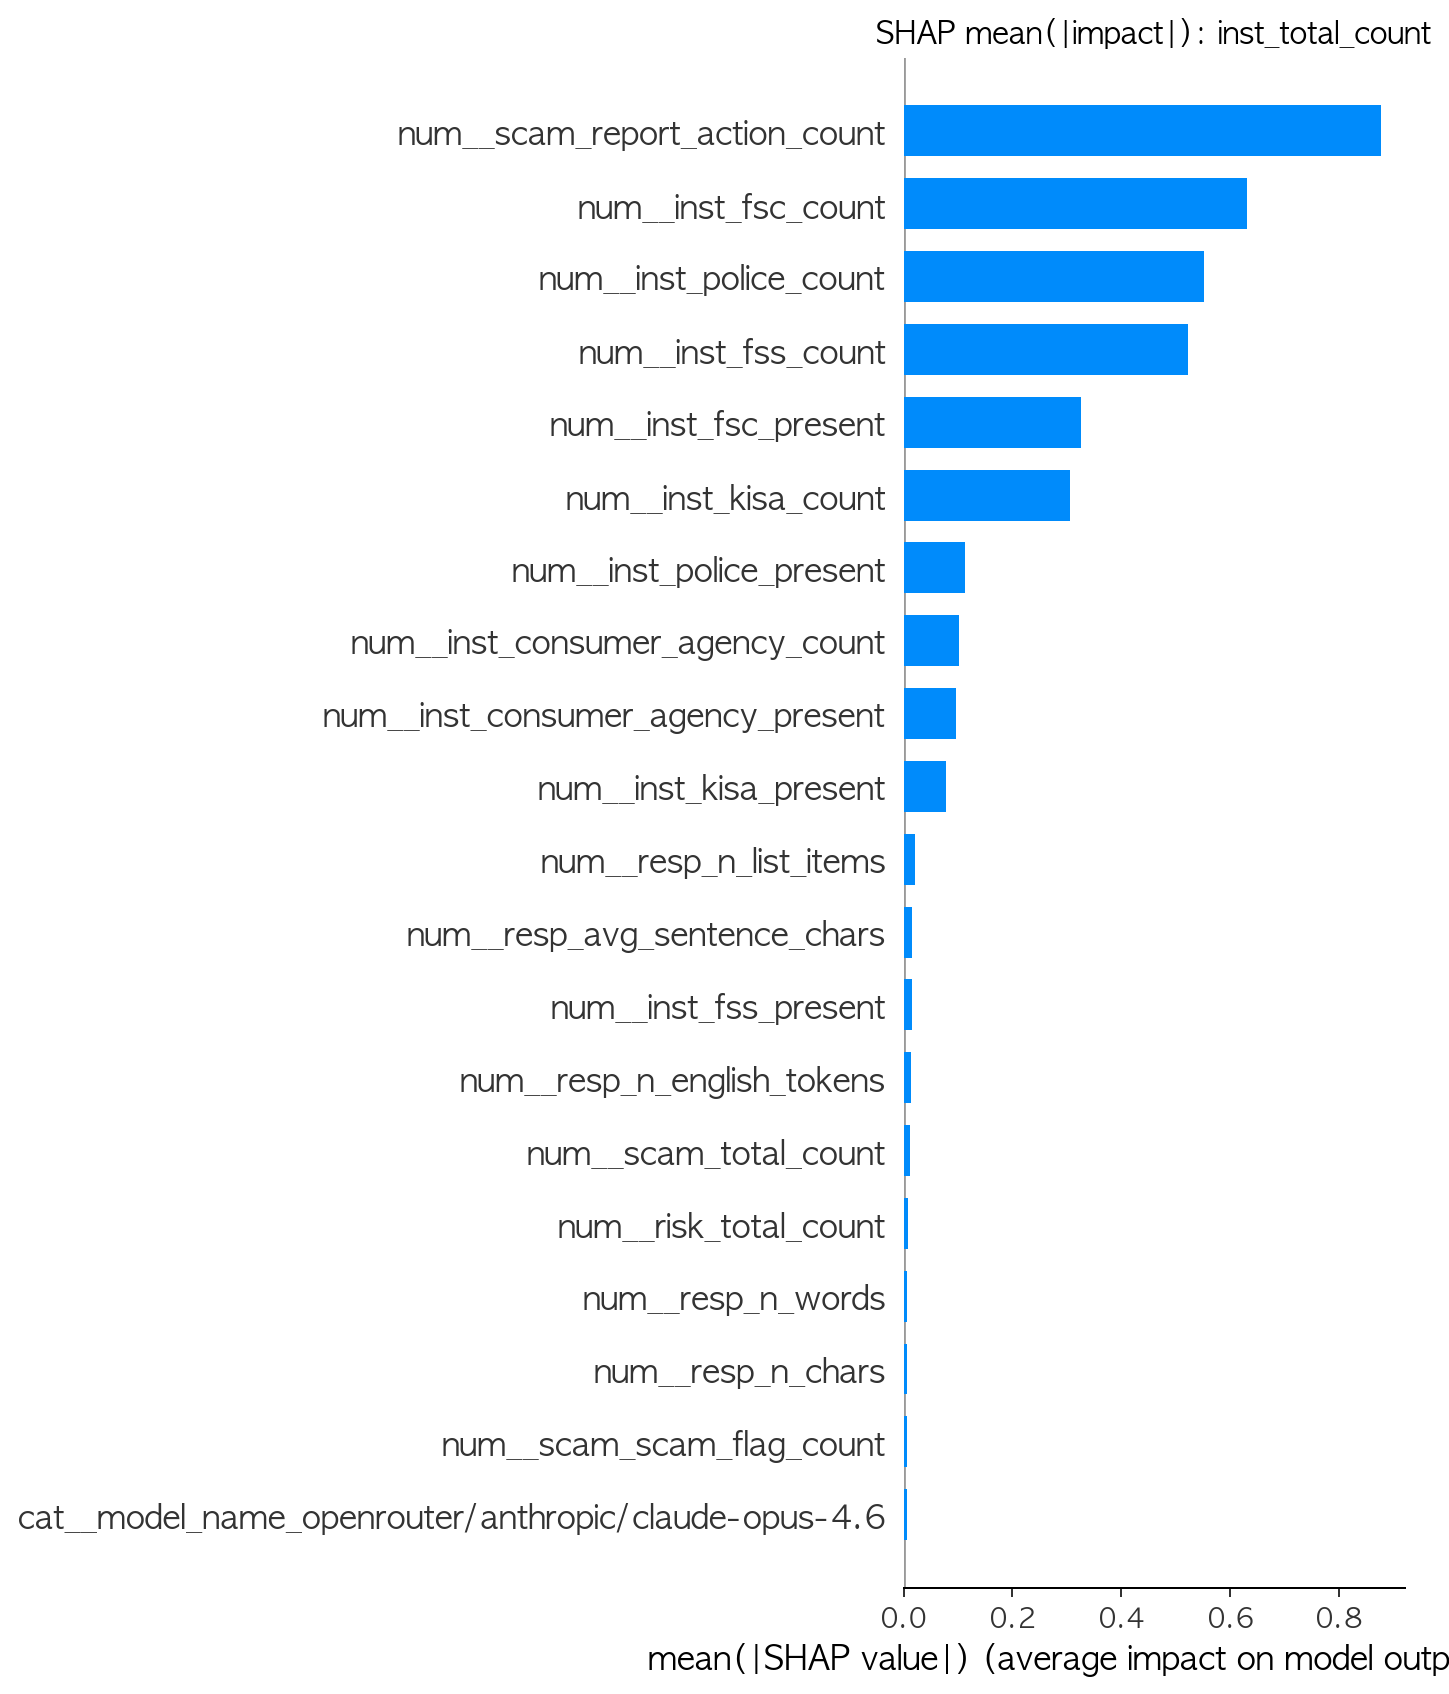 SHAP mean(|impact|): inst_total_count
num__scam_report_action_count
num__inst_fsc_count
num__inst_police_count
num__inst_fss_count
num__inst_fsc_present
num__inst_kisa_count
num__inst_police_present
num__inst_consumer_agency_count
num__inst_consumer_agency_present
num__inst_kisa_present
num__resp_n_list_items
num__resp_avg_sentence_chars
num__inst_fss_present
num__resp_n_english_tokens
num__scam_total_count
num__risk_total_count
num__resp_n_words
num__resp_n_chars
num__scam_scam_flag_count
cat__model_name_openrouter/anthropic/claude-opus-4.6
0.0 0.2 0.4 0.6 0.8
mean(|SHAP value|) (average impact on model outp